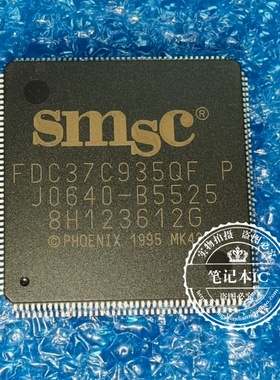 smsc®
FDC37C935QF P
J0640-B5525
8H123612G
©PHOENIX 1995 MK4
笔记本ic